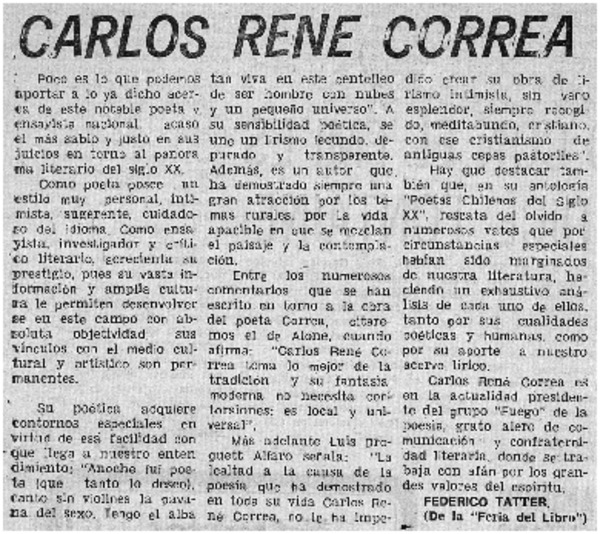 CARLOS RENE CORREA
Poco es lo que podemos
aportar a lo ya dicho acer-
ca de este notable poeta y
ensayista nacional, acaso
el más sabio y justo en sus
juicios en torno al panora
ma literario del siglo XX.
Como poeta posee un
estilo muy personal, inti-
mista, sugerente, cuidado-
so del idioma. Como ensa-
yista, investigador y críti-
co literario, acrecienta su
prestigio, pues su vasta in-
formación y amplia cultu-
ra le permiten desenvolver
se en este campo con ab-
soluta objetividad, sus
vínculos con el medio cul-
tural y artístico son per-
manentes.
Su poética adquiere
contornos especiales en
virtud de esa facilidad con
que llega a nuestro enten
dimiento: "Anoche fui poe-
ta (que tanto lo deseo),
canto sin violines la pava-
na del sexo. Tengo el alba
tan viva en este centelleo
de ser hombre con nubes
y un pequeño universo". A
su sensibilidad poética, se
une un lirismo fecundo, de-
purado y transparente.
Además, es un autor que
ha demostrado siempre una
gran atracción por los te-
mas rurales, por la vida
apacible en que se mezclan
el paisaje y la contempla-
ción.
Entre los numerosos
comentarios que se han
escrito en torno a la obra
del poeta Correa, citare-
mos el de Alone, cuando
afirma: "Carlos René Co-
rrea toma lo mejor de la
tradición y su fantasía
moderna no necesita con-
torsiones; es local y uni-
versal".
Más adelante Luis Dro-
guett Alfaro señala: "La
lealtad a la causa de la
poesía que ha demostrado
en toda su vida Carlos Re-
né Correa, no le ha impe-
dido crear su obra de li-
rismo intimista, sin vano
esplendor, siempre recogi-
do, meditabundo, cristiano,
con ese cristianismo de
antiguas cepas pastoriles".
Hay que destacar tam-
bién que, en su antología
"Poetas Chilenos del Siglo
XX", rescata del olvido a
numerosos vates que por
circunstancias especiales
habían sido marginados
de nuestra literatura, ha-
ciendo un exhaustivo aná-
lisis de cada uno de ellos,
tanto por sus cualidades
poéticas y humanas, como
por su aporte a nuestro
acervo lírico.
Carlos René Correa es
en la actualidad presiden-
te del grupo "Fuego" de la
poesía, grato alero de co-
municación y confraterni-
dad literaria, donde se tra-
baja con afán por los gran-
des valores del espíritu.
FEDERICO TATTER
(De la "Feria del Libro")